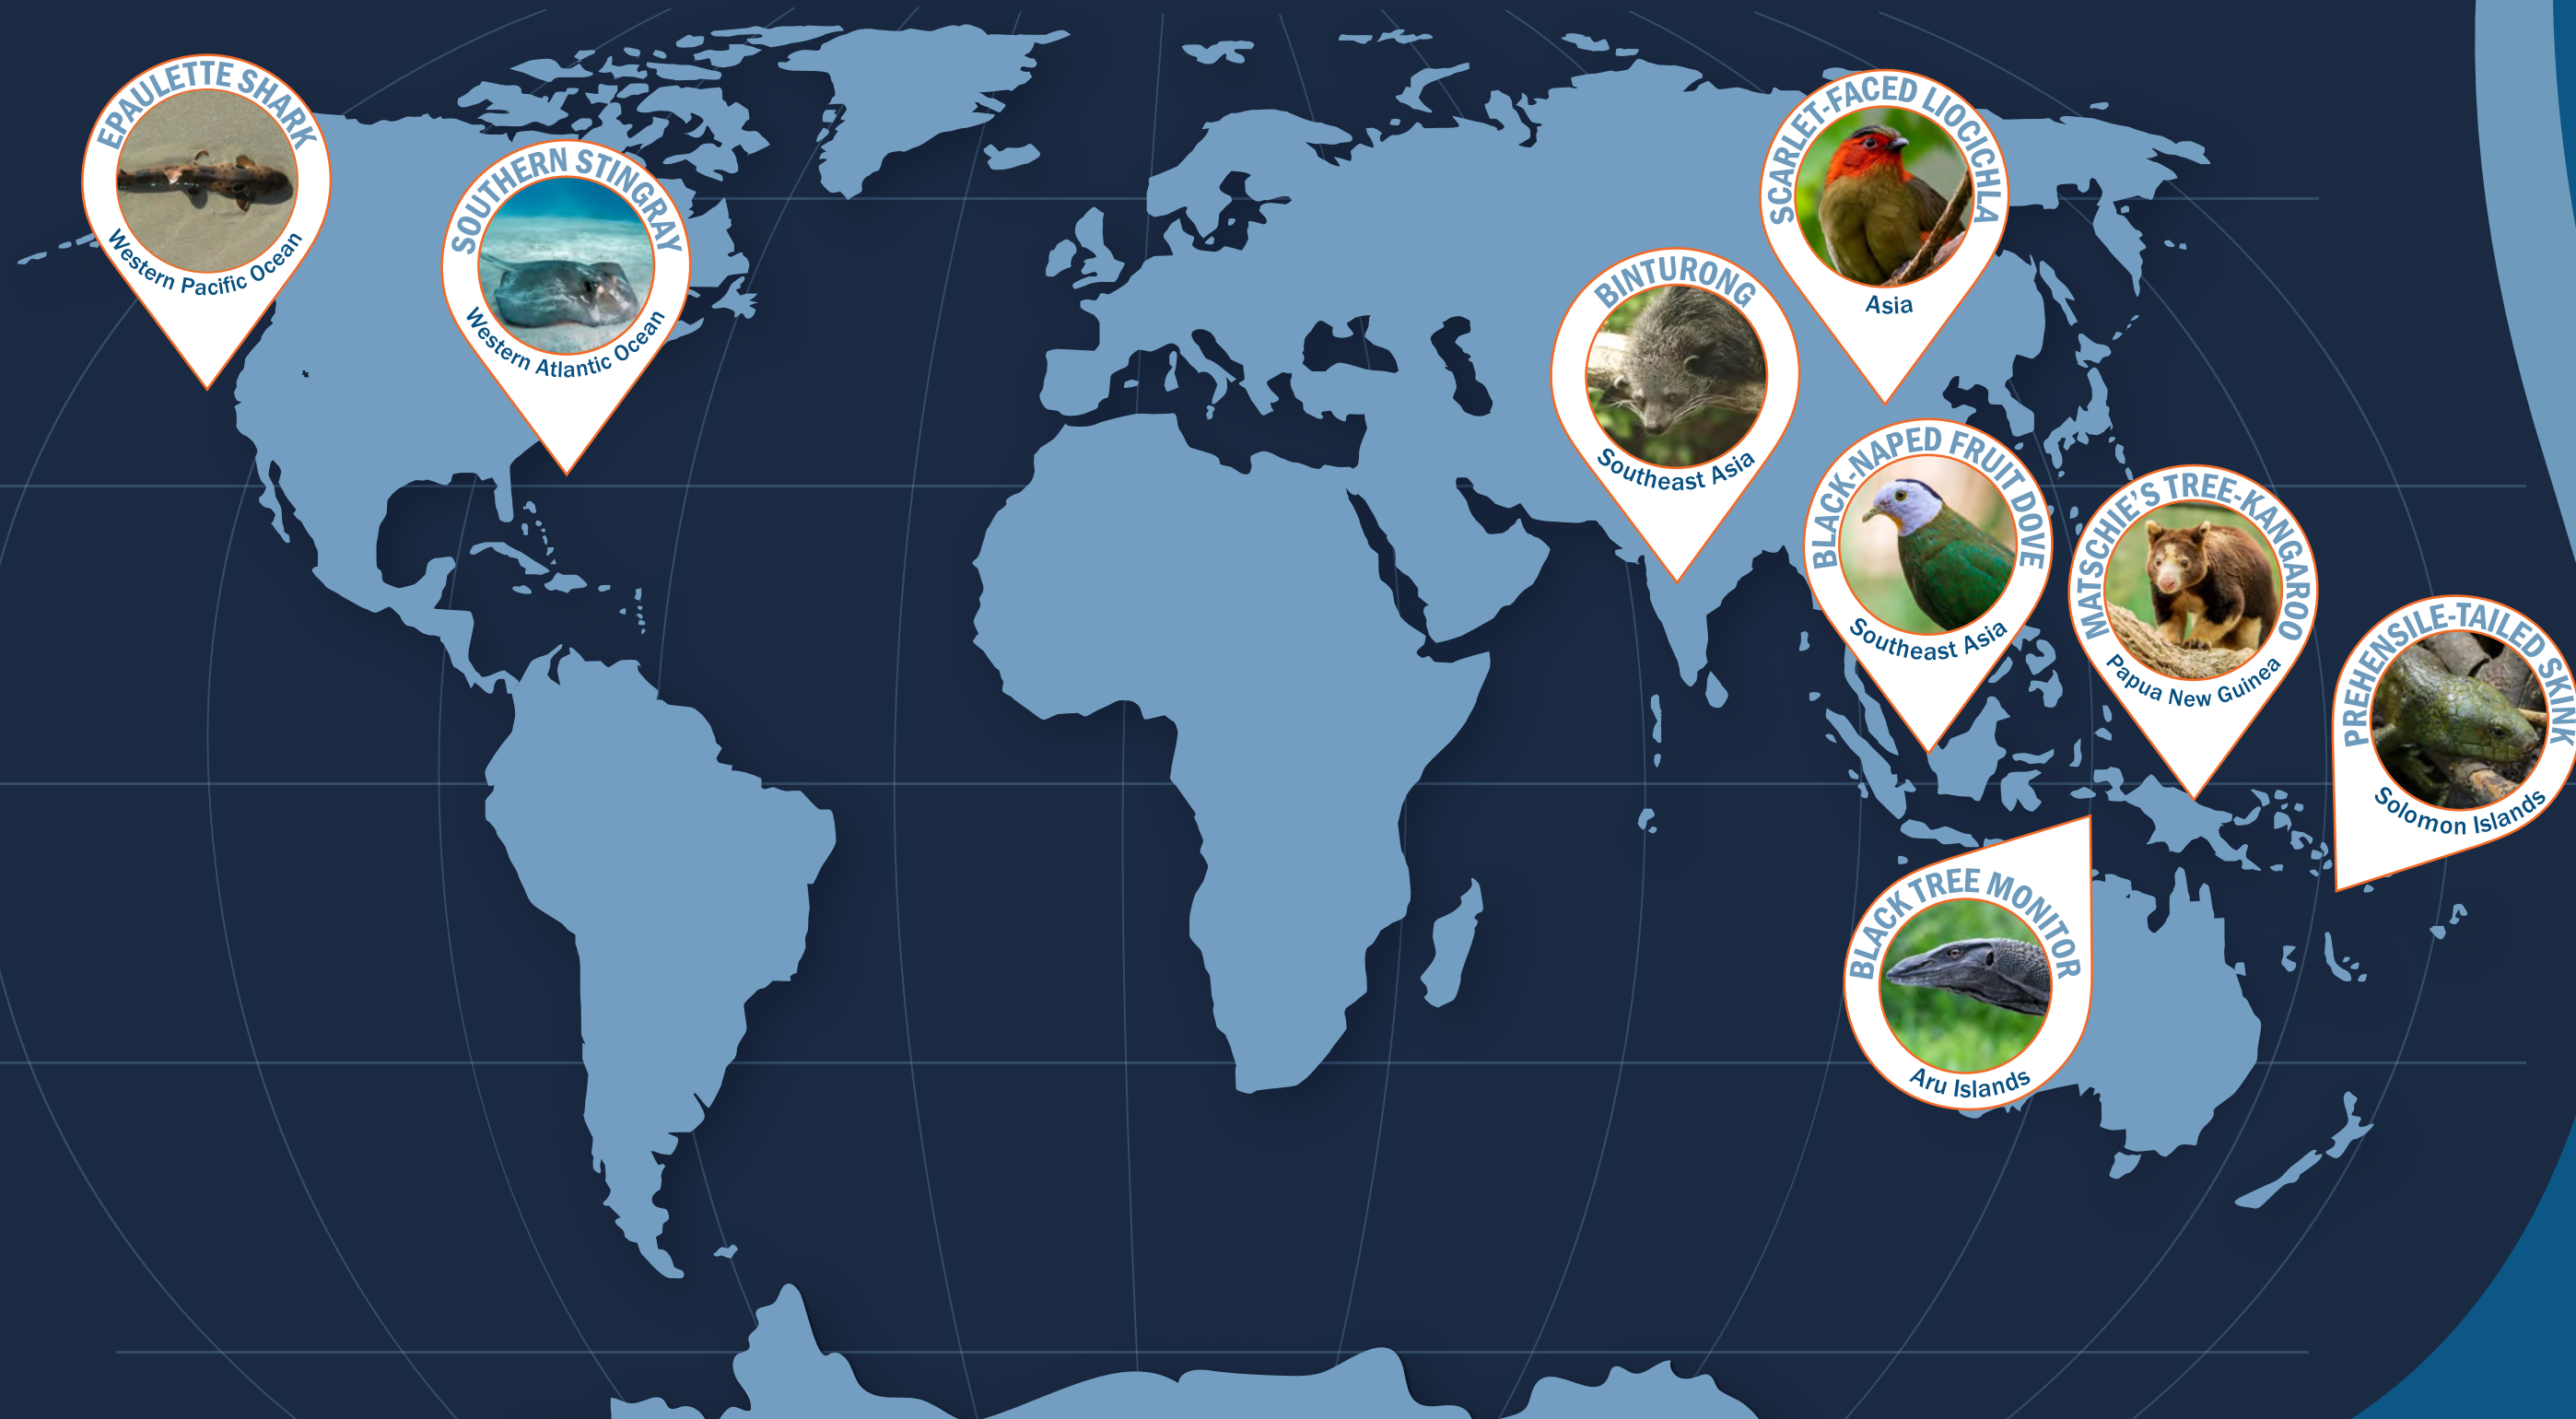 EPAULETTE SHARK
Western Pacific Ocean
SOUTHERN STINGRAY
Western Atlantic Ocean
SCARLET-FACED LIOCICHLA
Asia
BINTURONG
Southeast Asia
BLACK-NAPED FRUIT DOVE
Southeast Asia
MATSCHIE'S TREE-KANGAROO
Papua New Guinea
PREHENSILE-TAILED SKINK
Solomon Islands
BLACK TREE MONITOR
Aru Islands